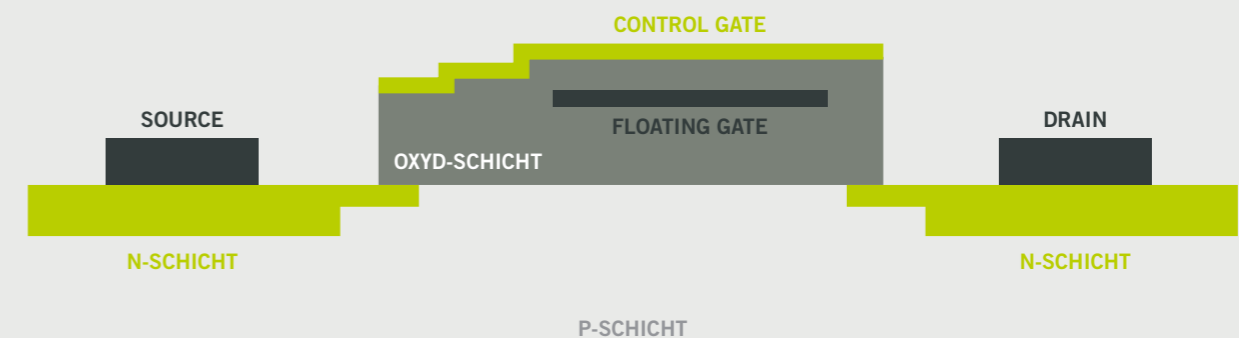 CONTROL GATE
SOURCE
FLOATING GATE
DRAIN
OXYD-SCHICHT
N-SCHICHT
N-SCHICHT
P-SCHICHT